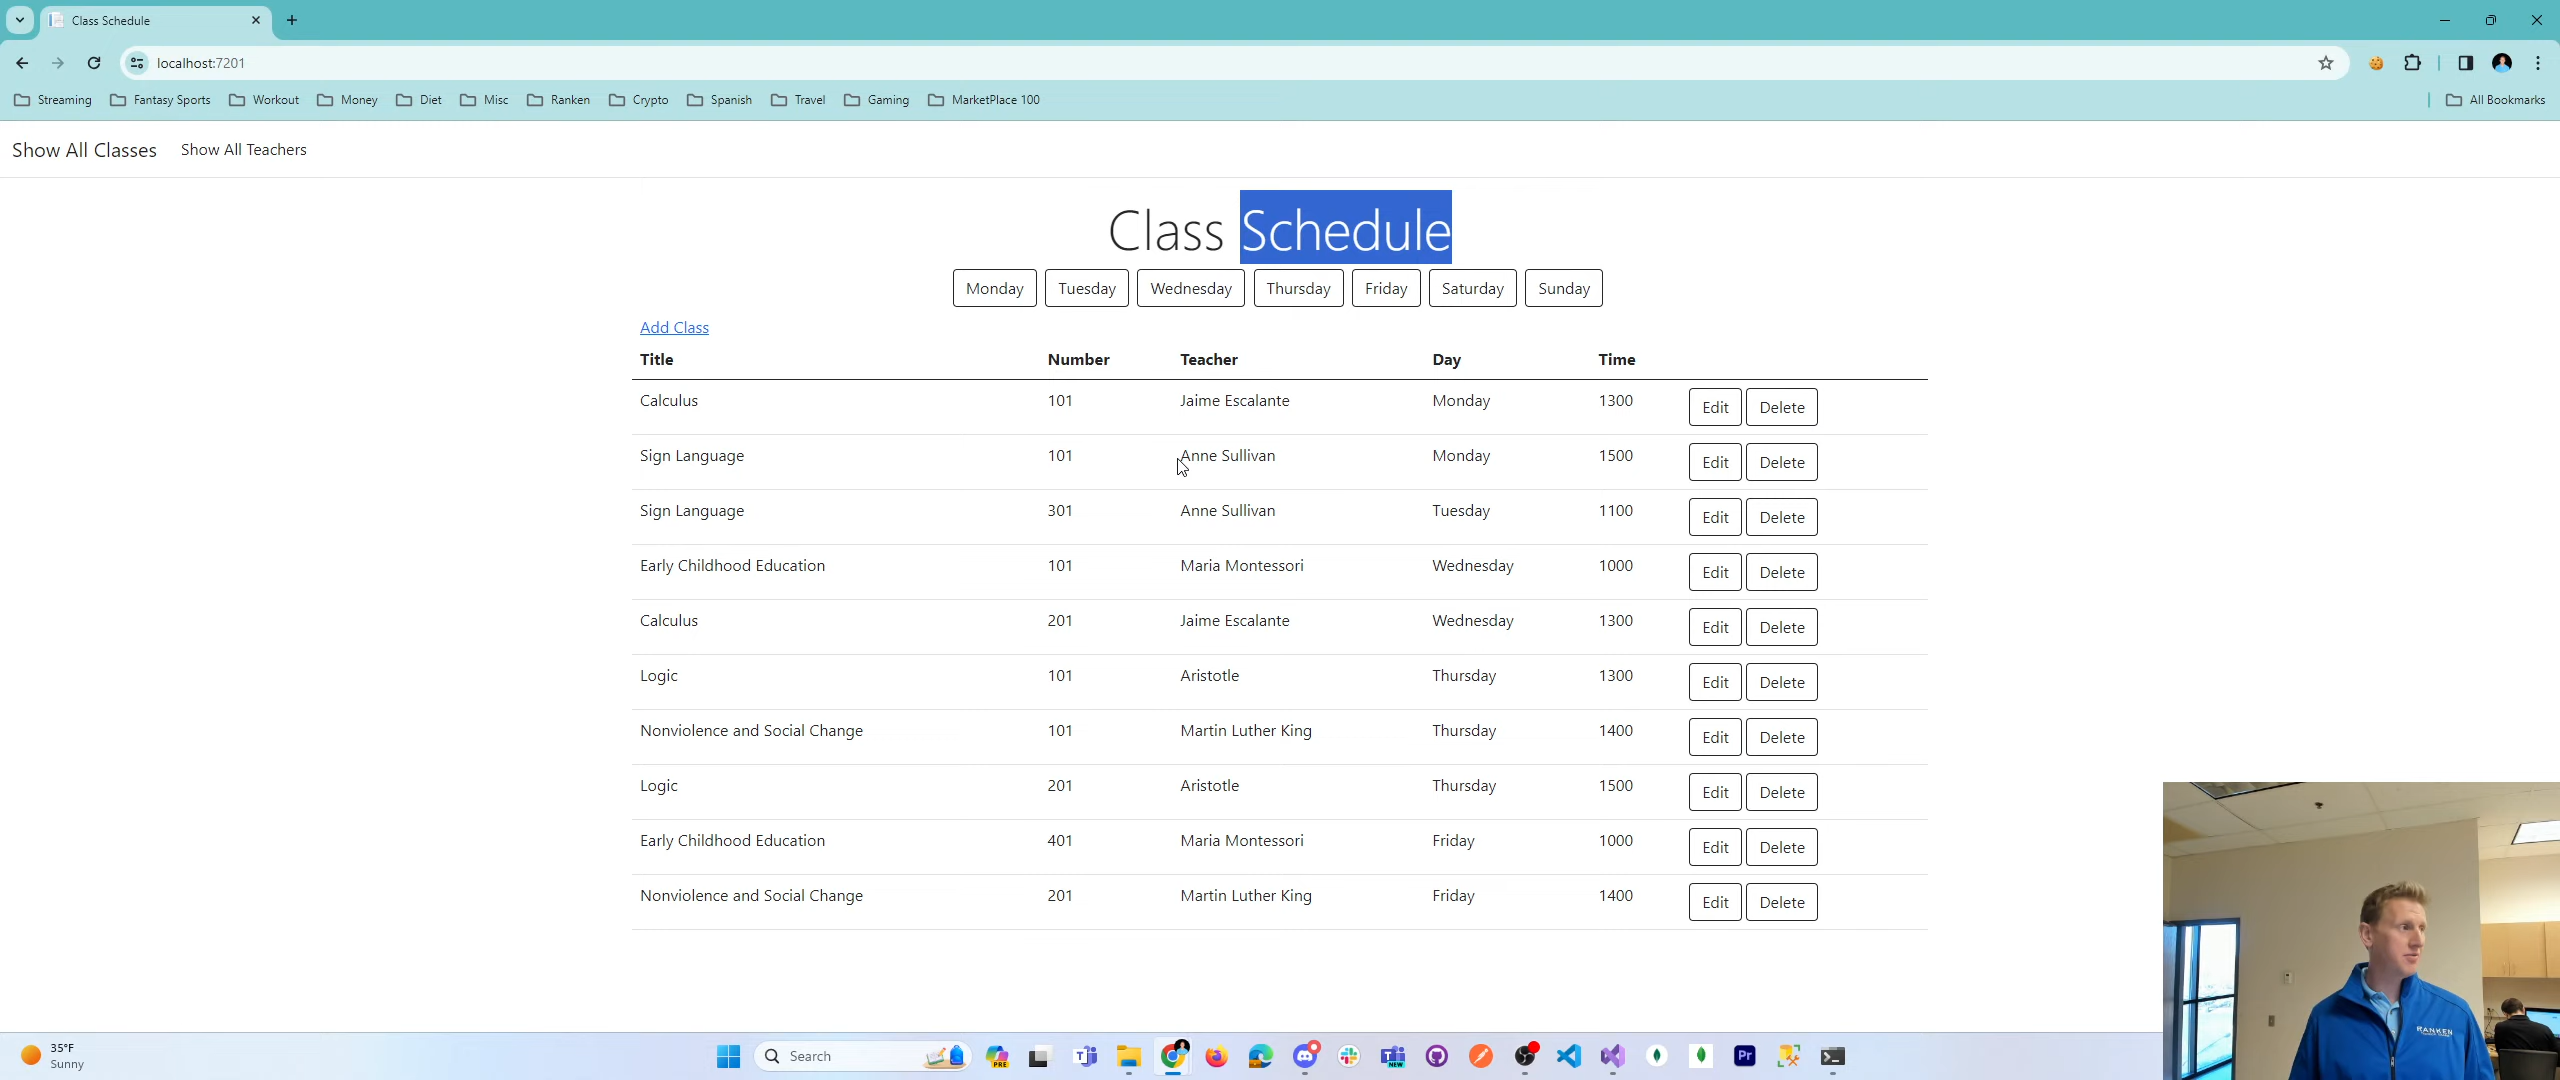 Class Schedule
localhost:7201
Streaming Fantasy Sports Workout Money Diet Misc Ranken Crypto Spanish Travel Gaming MarketPlace 100 All Bookmarks
Show All Classes Show All Teachers
Class Schedule
Monday Tuesday Wednesday Thursday Friday Saturday Sunday
Add Class
Title Number Teacher Day Time
Calculus 101 Jaime Escalante Monday 1300 Edit Delete
Sign Language 101 Anne Sullivan Monday 1500 Edit Delete
Sign Language 301 Anne Sullivan Tuesday 1100 Edit Delete
Early Childhood Education 101 Maria Montessori Wednesday 1000 Edit Delete
Calculus 201 Jaime Escalante Wednesday 1300 Edit Delete
Logic 101 Aristotle Thursday 1300 Edit Delete
Nonviolence and Social Change 101 Martin Luther King Thursday 1400 Edit Delete
Logic 201 Aristotle Thursday 1500 Edit Delete
Early Childhood Education 401 Maria Montessori Friday 1000 Edit Delete
Nonviolence and Social Change 201 Martin Luther King Friday 1400 Edit Delete
RANKEN
35°F
Sunny
Search
PRE
NEW
Pr